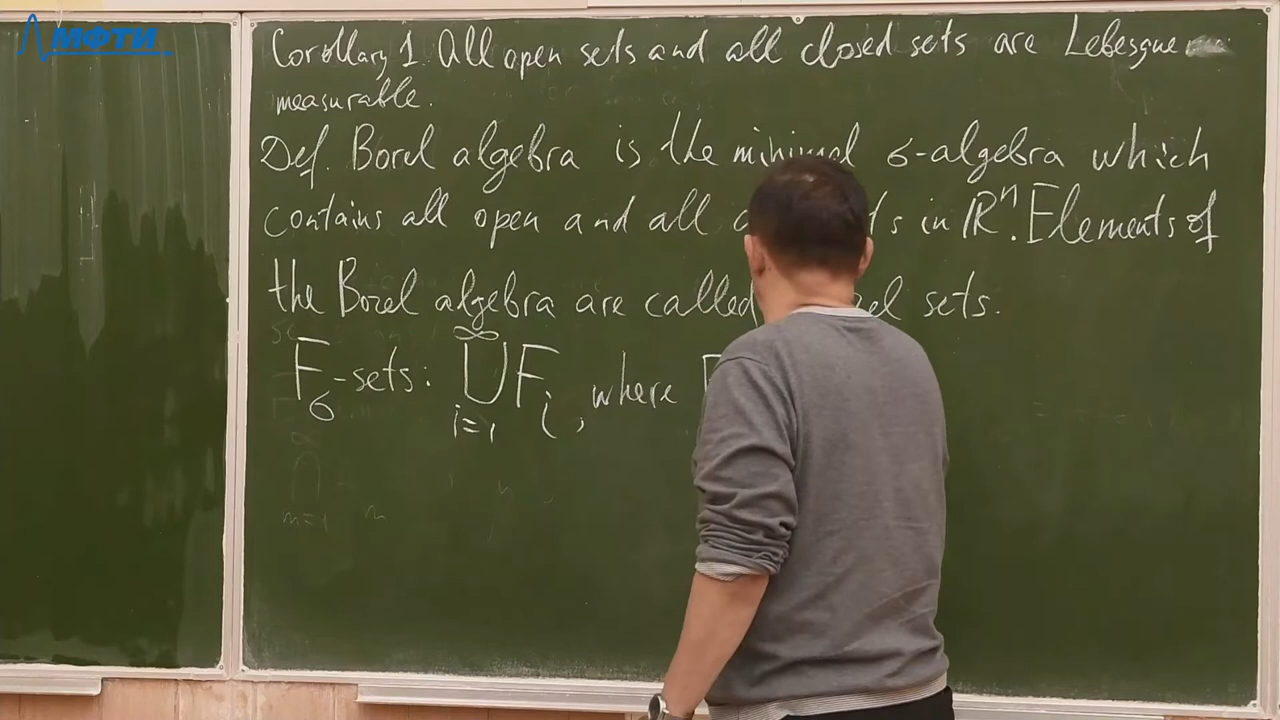 МФТИ
Corollary 1. All open sets and all closed sets are Lebesgue
measurable.
Def. Borel algebra is the minimal σ-algebra which
contains all open and all in ℝⁿ. Elements of
the Borel algebra are called sets.
F_σ-sets: ⋃_{i=1}^{∞} F_i, where